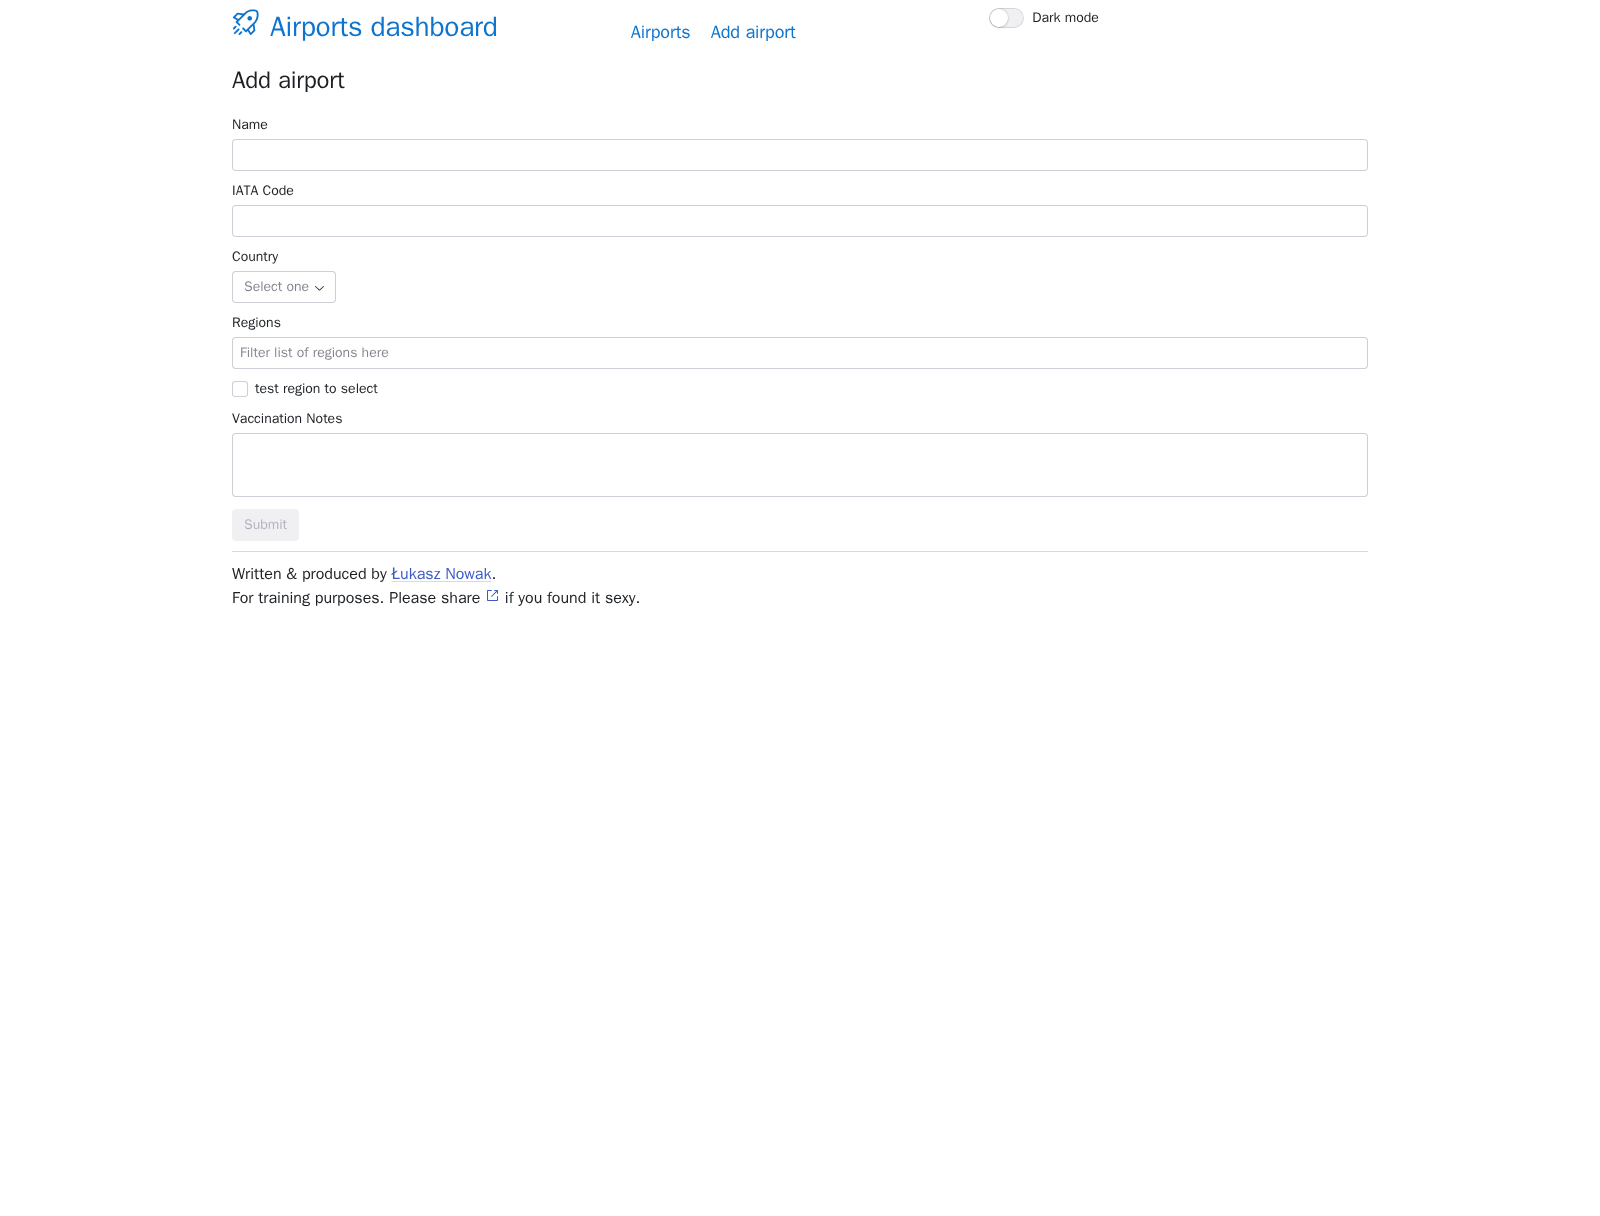 Airports dashboard
Airports
Add airport
Dark mode
Add airport
Name
IATA Code
Country
Select one
Regions
Filter list of regions here
test region to select
Vaccination Notes
Submit
Written & produced by Łukasz Nowak.
For training purposes. Please share if you found it sexy.